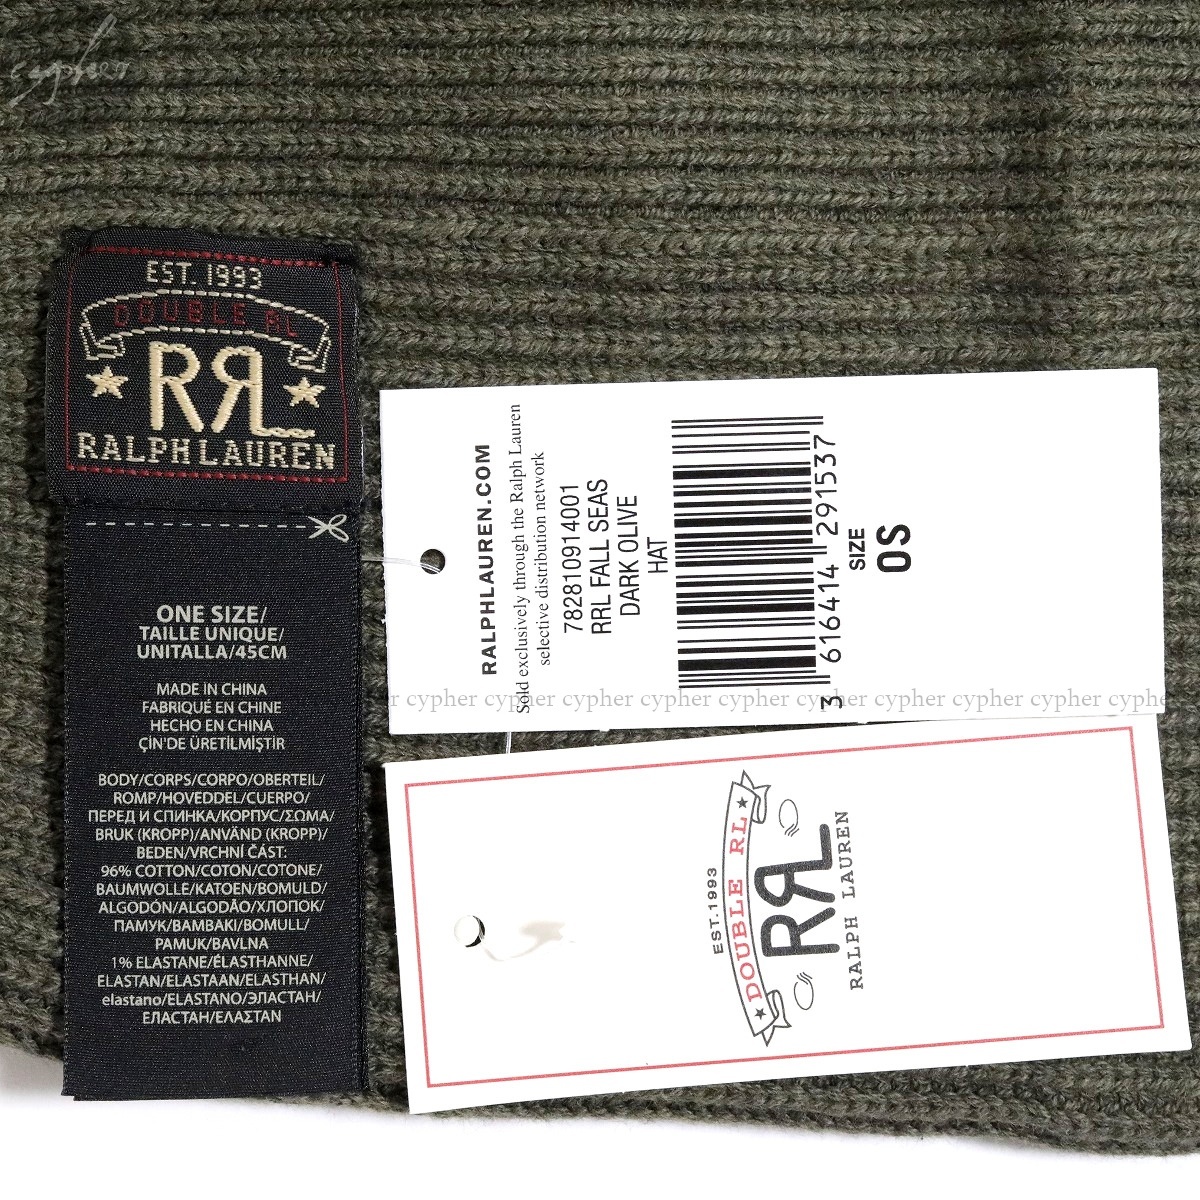 cypher
EST. 1993
DOUBLE RL
RRL
RALPH LAUREN
ONE SIZE/
TAILLE UNIQUE/
UNITALLA/45CM
MADE IN CHINA
FABRIQUÉ EN CHINE
HECHO EN CHINA
ÇİN'DE ÜRETİLMİŞTİR
BODY/CORPS/CORPO/OBERTEIL/
ROMP/HOVEDDEL/CUERPO/
ПЕРЕД И СПИНКА/КОРПУС/ΣΩΜΑ/
BRUK (KROPP)/ANVÄND (KROPP)/
BEDEN/VRCHNÍ ČÁST:
96% COTTON/COTON/COTONE/
BAUMWOLLE/KATOEN/BOMULD/
ALGODÓN/ALGODÃO/ХЛОПОК/
ПАМУК/ΒΑΜΒΑΚΙ/BOMULL/
PAMUK/BAVLNA
1% ELASTANE/ÉLASTHANNE/
ELASTAN/ELASTAAN/ELASTHAN/
elastano/ELASTANO/ЭЛАСТАН/
ЕЛАСТАН/ΕΛΑΣΤΑΝ
RALPHLAUREN.COM
Sold exclusively through the Ralph Lauren
selective distribution network
782810914001
RRL FALL SEAS
DARK OLIVE
HAT
3 616414 291537
SIZE
OS
cypher cypher cypher cypher cypher cypher cypher cypher cypher cypher
EST.1993
DOUBLE RL
RRL
RALPH LAUREN